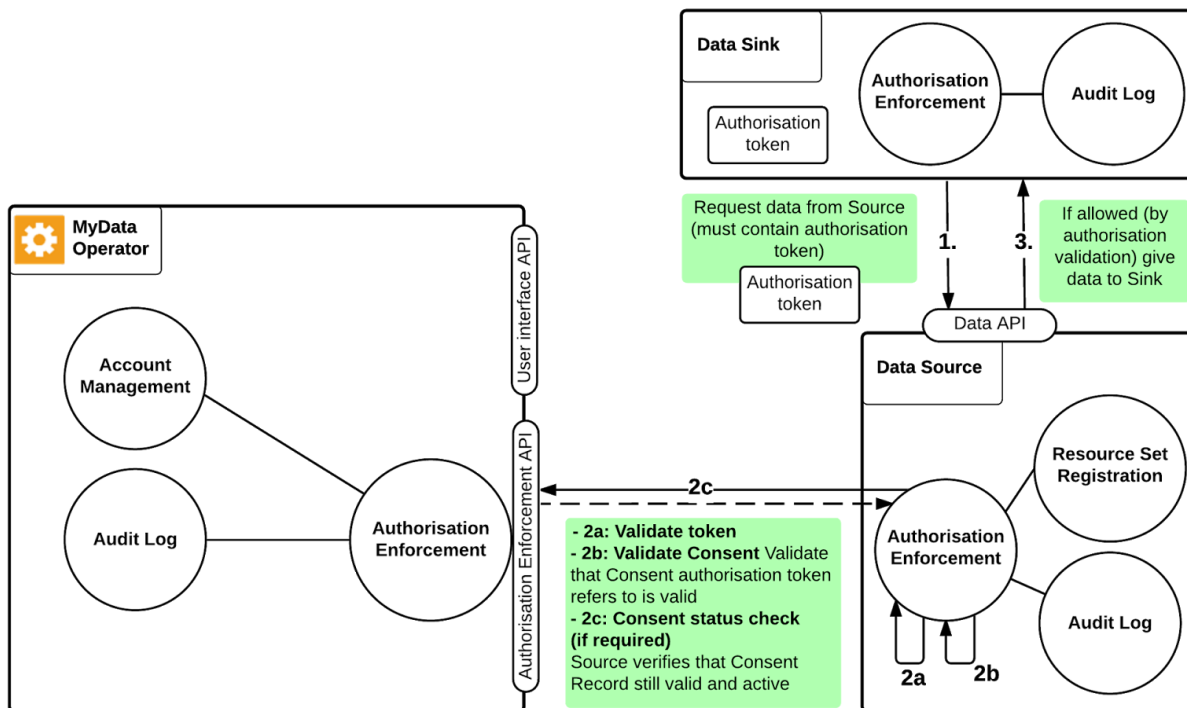 Data Sink
Authorisation
Enforcement
Audit Log
Authorisation
token
Request data from Source
(must contain authorisation
token)
Authorisation
token
1.
3.
If allowed (by
authorisation
validation) give
data to Sink
MyData
Operator
User interface API
Account
Management
Audit Log
Authorisation
Enforcement
Authorisation Enforcement API
2c
- 2a: Validate token
- 2b: Validate Consent Validate
that Consent authorisation token
refers to is valid
- 2c: Consent status check
(if required)
Source verifies that Consent
Record still valid and active
Data API
Data Source
Resource Set
Registration
Authorisation
Enforcement
Audit Log
2a
2b